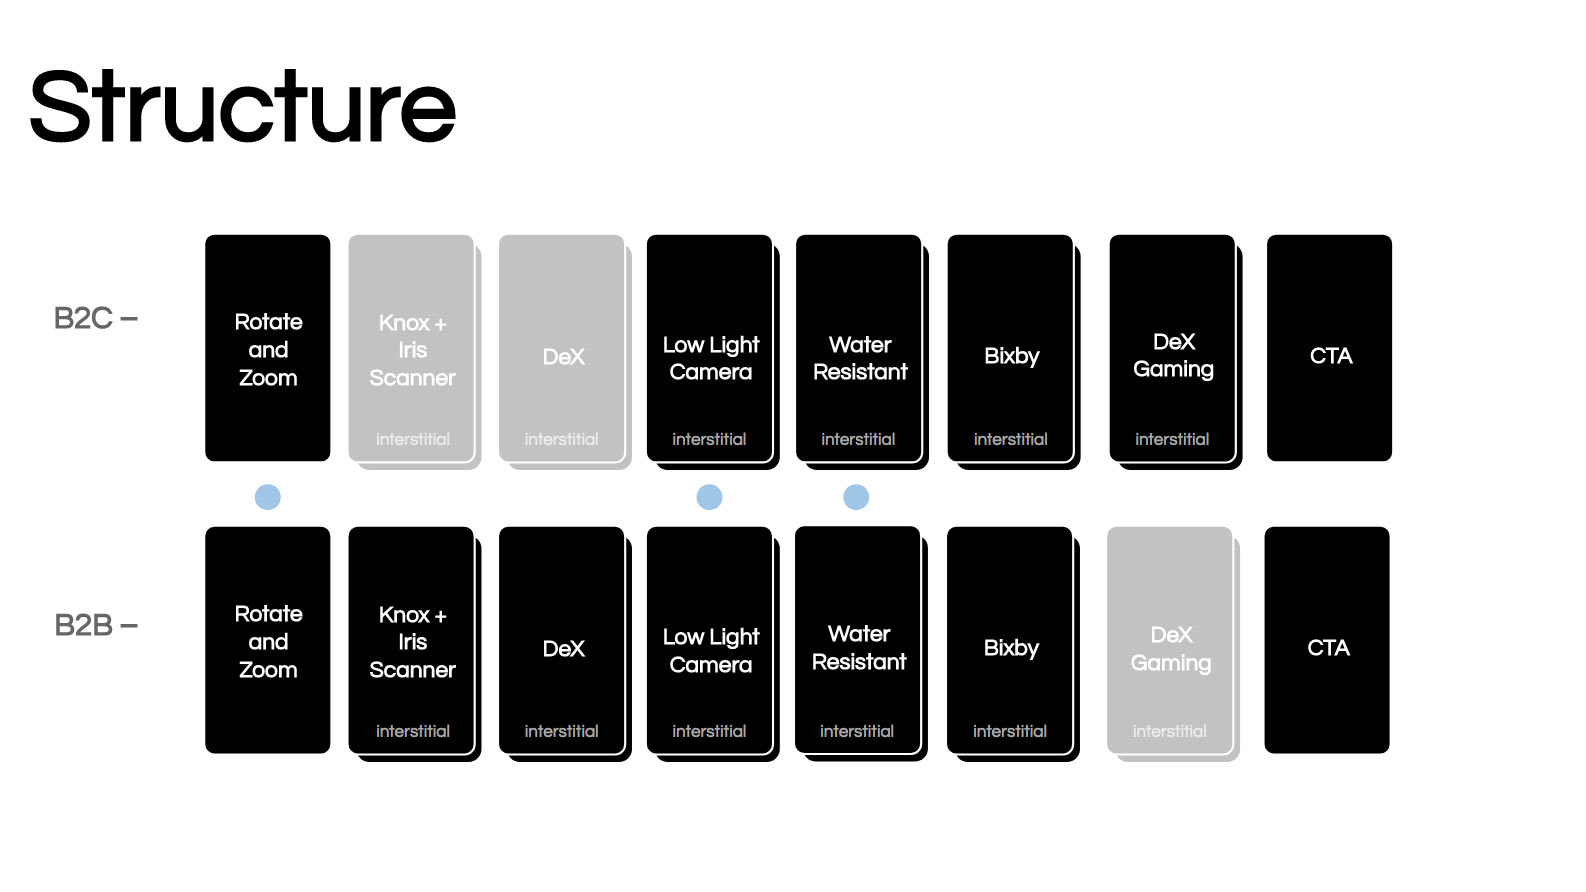 Structure
B2C –
Rotate
and
Zoom
Knox +
Iris
Scanner
interstitial
DeX
interstitial
Low Light
Camera
interstitial
Water
Resistant
interstitial
Bixby
interstitial
DeX
Gaming
interstitial
CTA
B2B –
Rotate
and
Zoom
Knox +
Iris
Scanner
interstitial
DeX
interstitial
Low Light
Camera
interstitial
Water
Resistant
interstitial
Bixby
interstitial
DeX
Gaming
interstitial
CTA